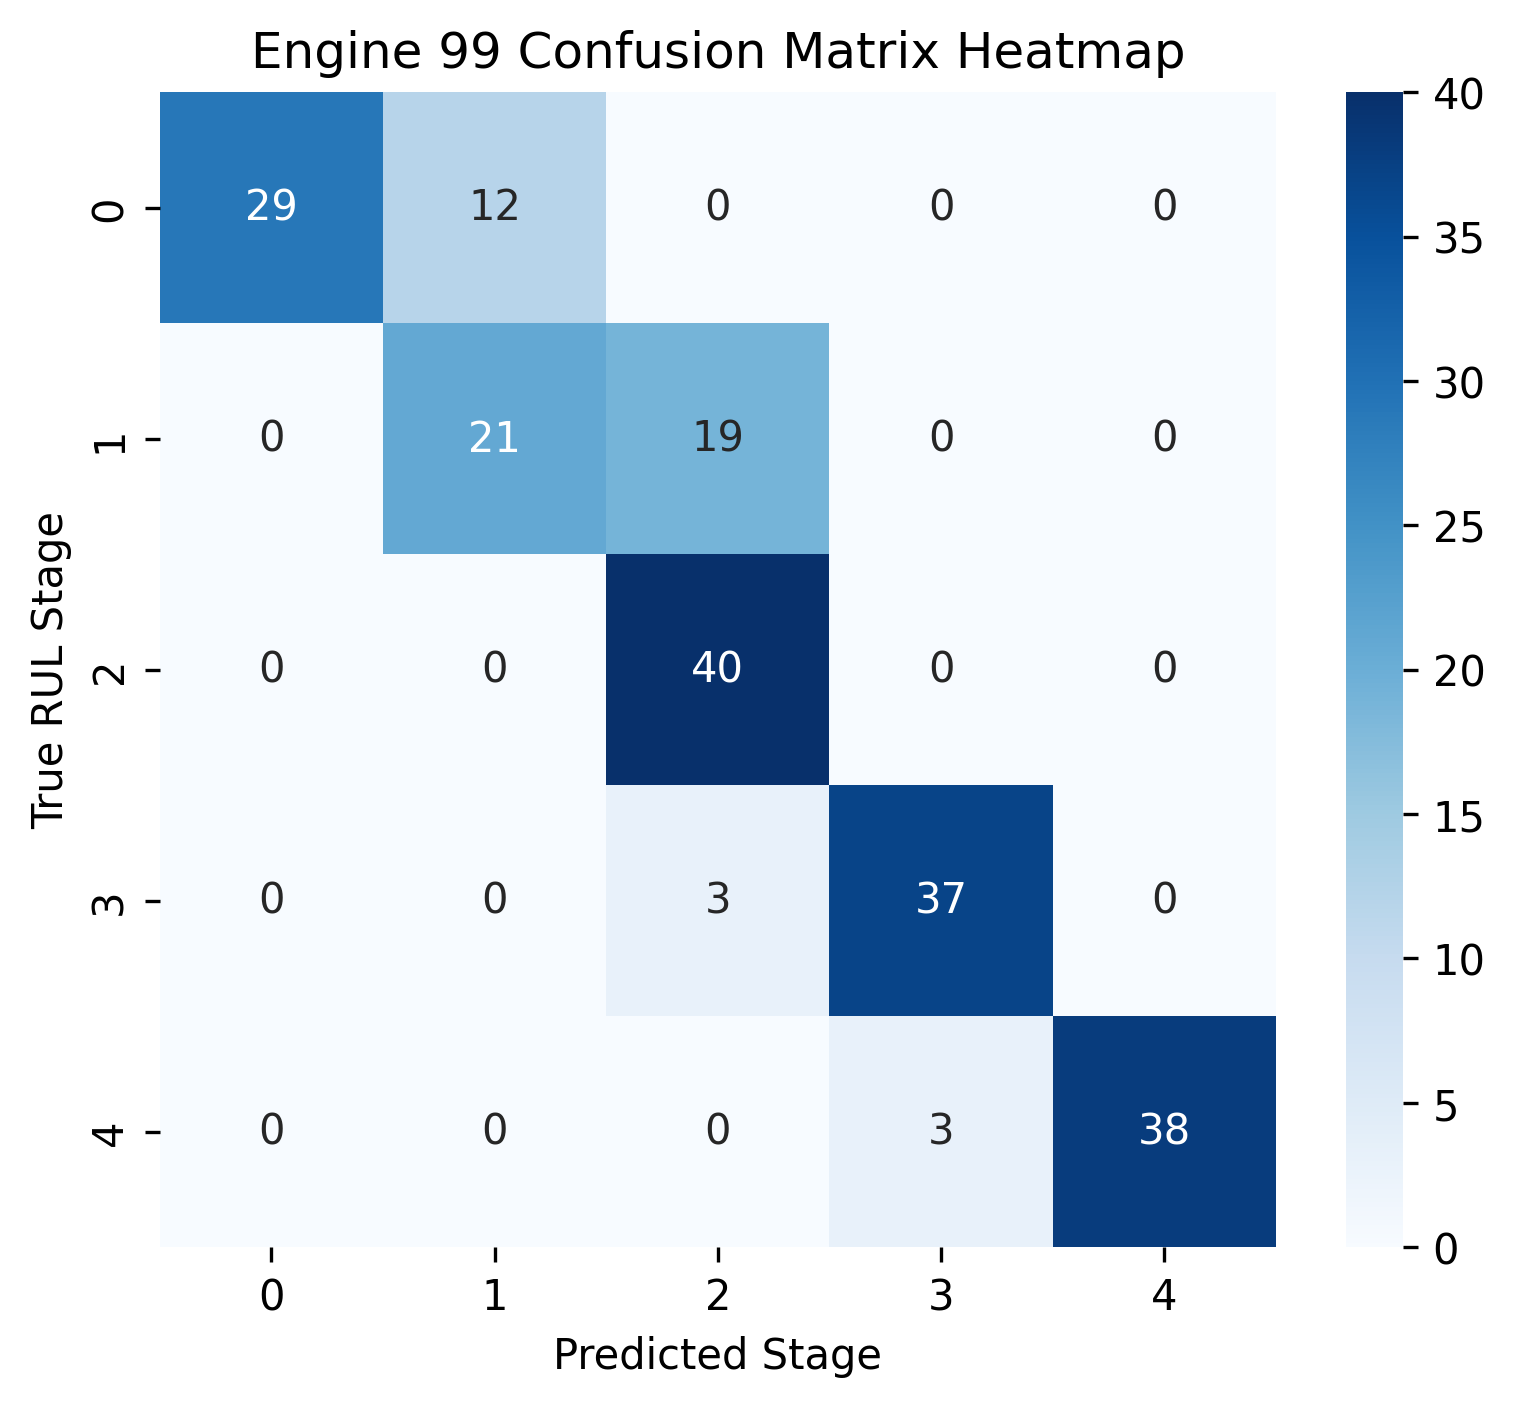 Engine 99 Confusion Matrix Heatmap
True RUL Stage
0 29 12 0 0 0
1 0 21 19 0 0
2 0 0 40 0 0
3 0 0 3 37 0
4 0 0 0 3 38
0 1 2 3 4
Predicted Stage
40
35
30
25
20
15
10
5
0